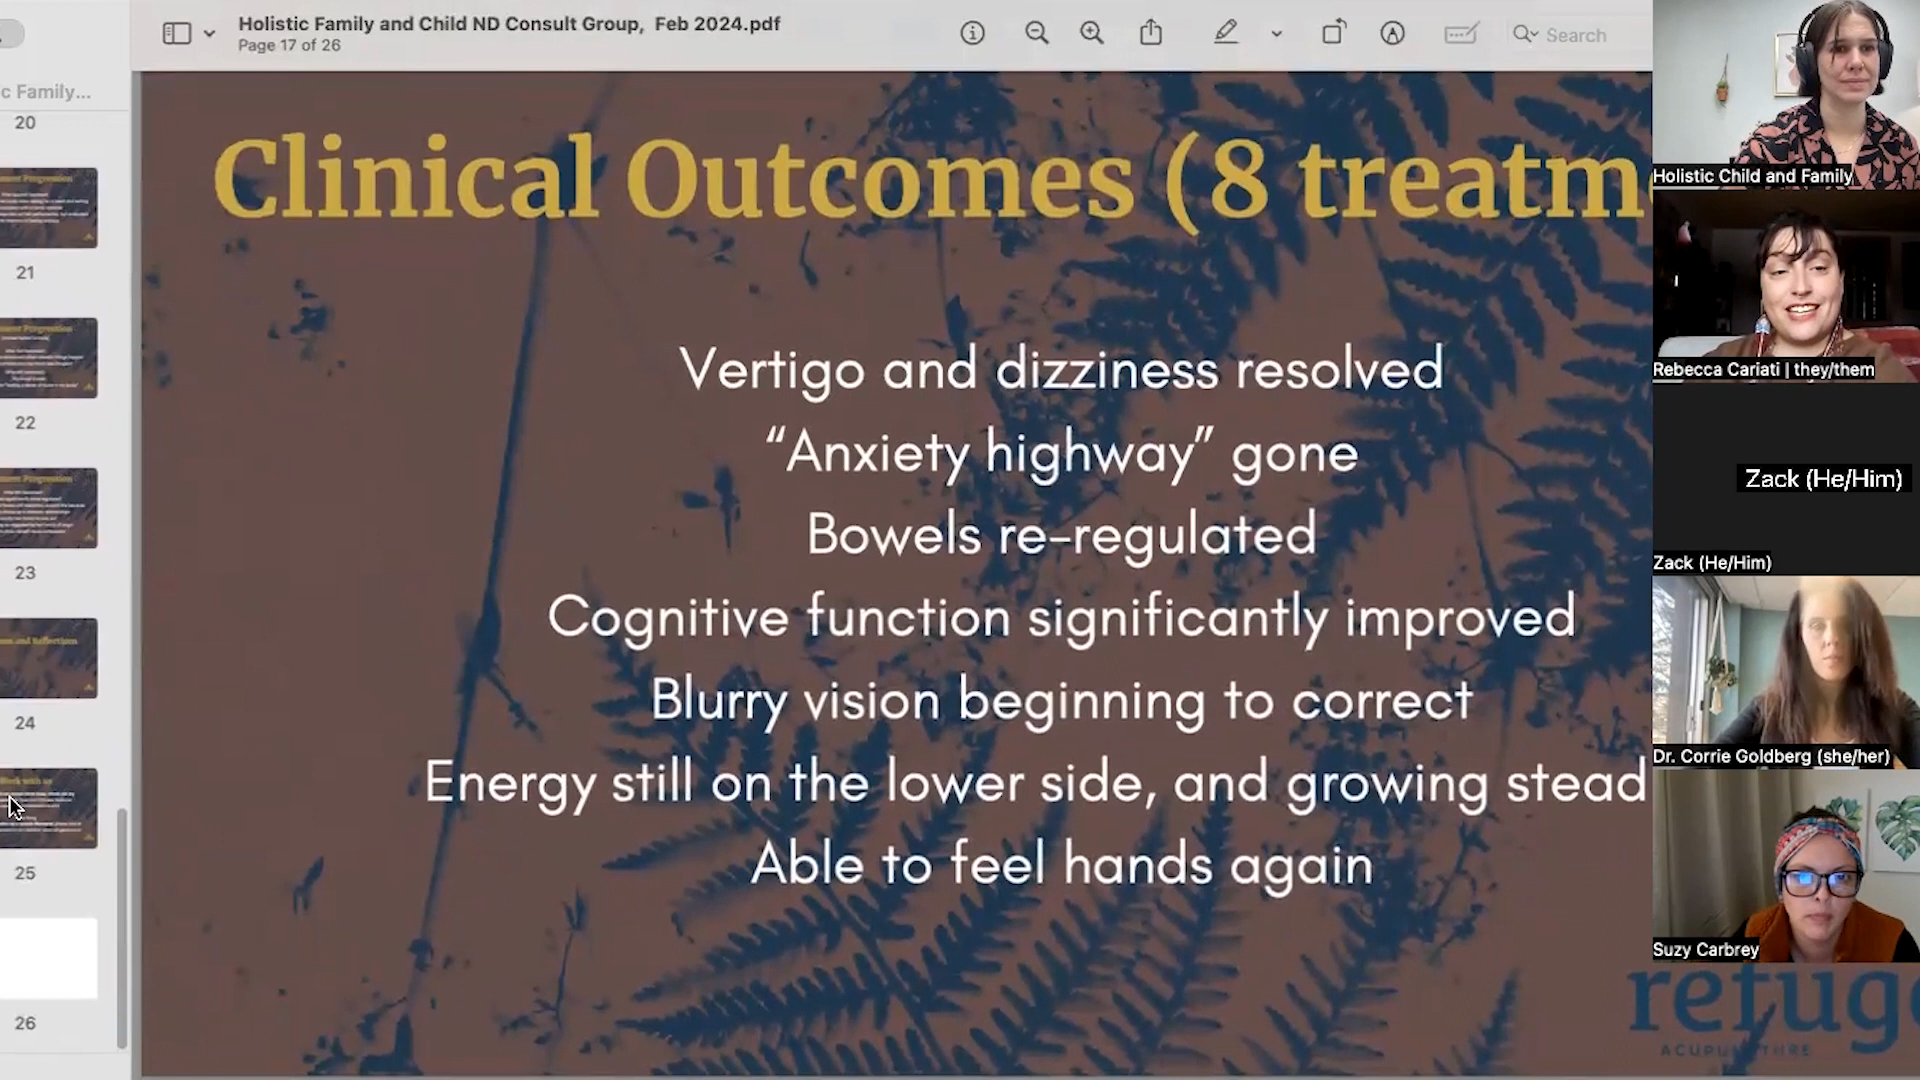 Holistic Family and Child ND Consult Group, Feb 2024.pdf
Page 17 of 26
Search
c Family...
20
21
22
23
24
25
26
Work with us
Clinical Outcomes (8 treatm
Vertigo and dizziness resolved
“Anxiety highway” gone
Bowels re-regulated
Cognitive function significantly improved
Blurry vision beginning to correct
Energy still on the lower side, and growing stead
Able to feel hands again
refug
ACUPUNCTURE
Holistic Child and Family
Rebecca Cariati | they/them
Zack (He/Him)
Zack (He/Him)
Dr. Corrie Goldberg (she/her)
Suzy Carbrey